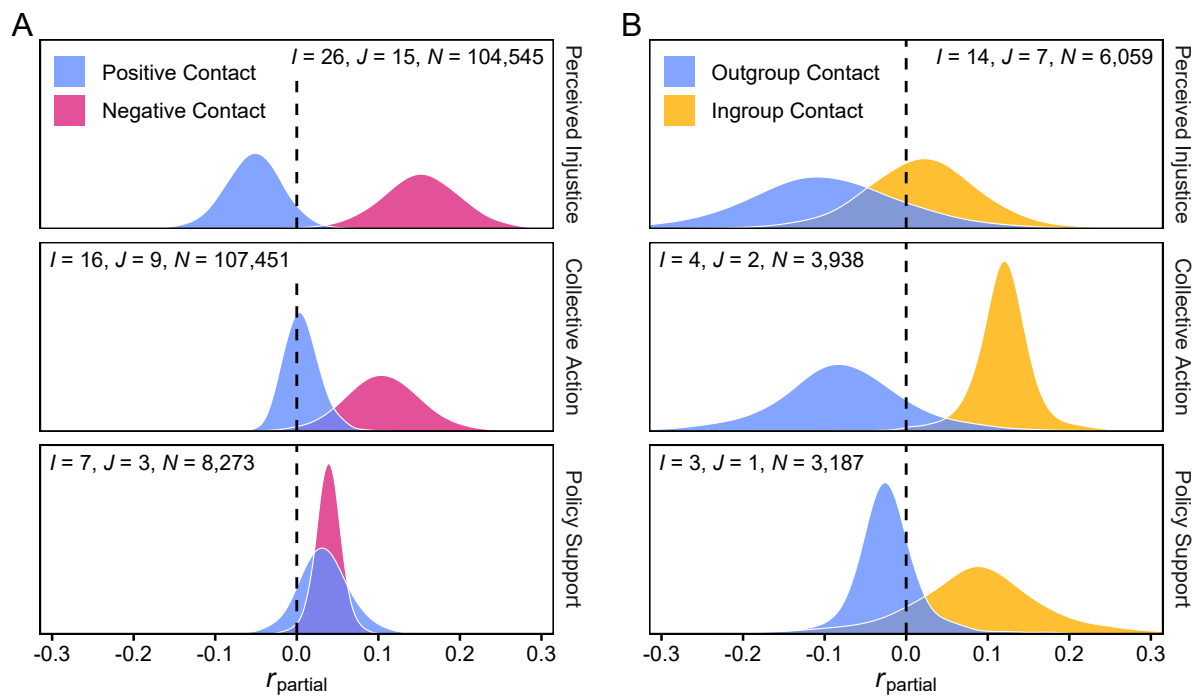 A
I = 26, J = 15, N = 104,545
Positive Contact
Negative Contact
Perceived Injustice
I = 16, J = 9, N = 107,451
Collective Action
I = 7, J = 3, N = 8,273
Policy Support
-0.3 -0.2 -0.1 0.0 0.1 0.2 0.3
rpartial
B
I = 14, J = 7, N = 6,059
Outgroup Contact
Ingroup Contact
Perceived Injustice
I = 4, J = 2, N = 3,938
Collective Action
I = 3, J = 1, N = 3,187
Policy Support
-0.3 -0.2 -0.1 0.0 0.1 0.2 0.3
rpartial